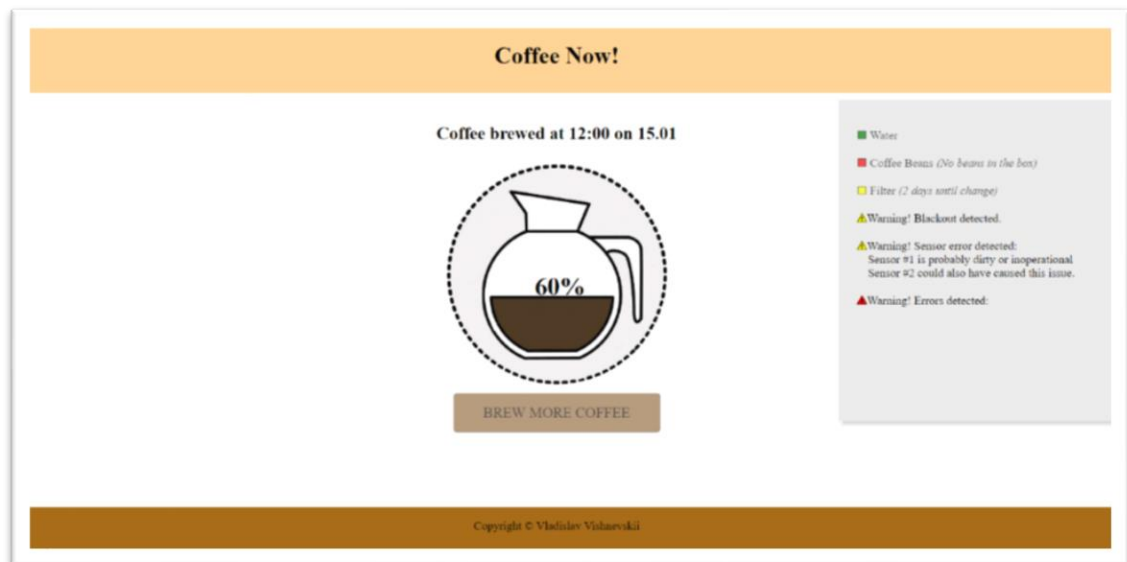 Coffee Now!
Coffee brewed at 12:00 on 15.01
60%
BREW MORE COFFEE
Water
Coffee Beans (No beans in the box)
Filter (2 days until change)
Warning! Blackout detected.
Warning! Sensor error detected:
Sensor #1 is probably dirty or inoperational
Sensor #2 could also have caused this issue.
Warning! Errors detected:
Copyright © Vladislav Vishnevskii